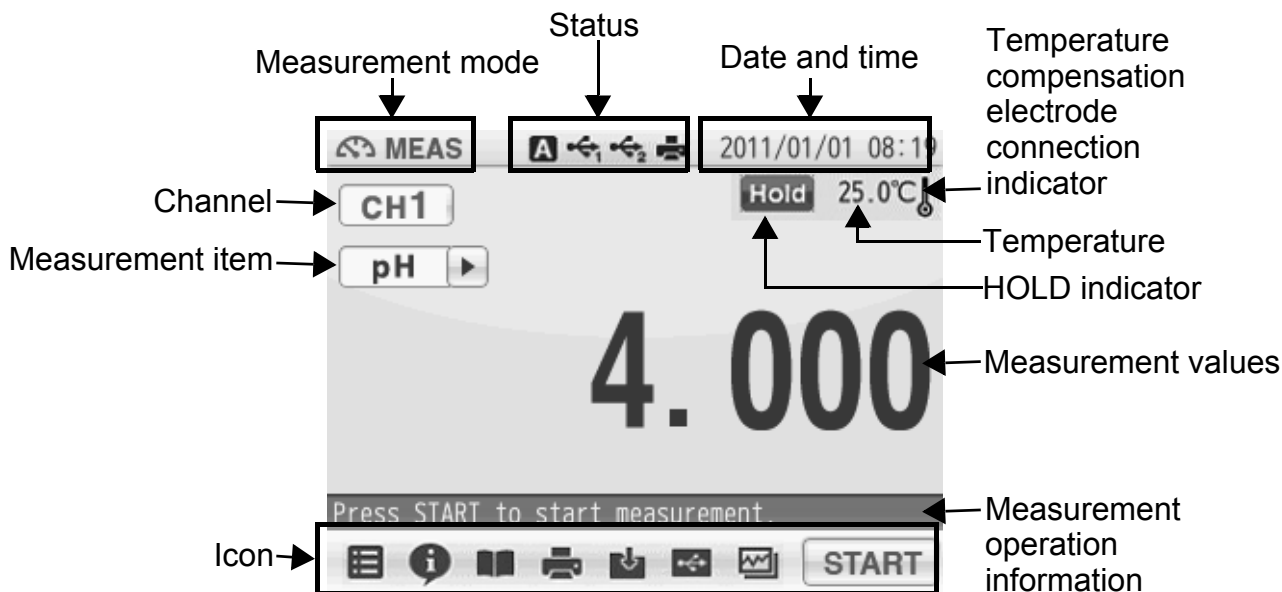 Status
Measurement mode
Date and time
Temperature
compensation
electrode
connection
indicator
MEAS
A 1 2
2011/01/01 08:19
Channel
CH1
Hold
25.0℃
Measurement item
pH
Temperature
HOLD indicator
4.000
Measurement values
Press START to start measurement.
Measurement
operation
information
Icon
i
START